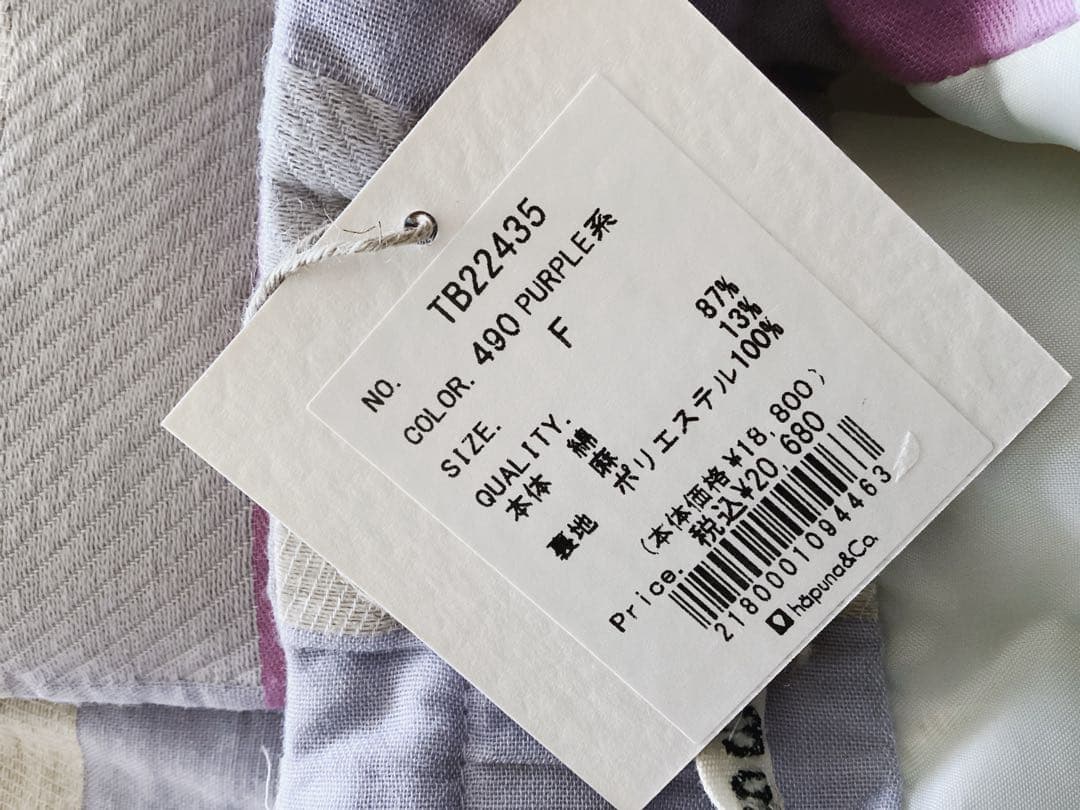 NO. TB22435
COLOR. 490 PURPLE系
SIZE. F
QUALITY.
本体 綿 87%
麻 13%
裏地 ポリエステル100%
(本体価格¥18,800)
Price. 税込¥20,680
2180001094463
hāpuna&Co.